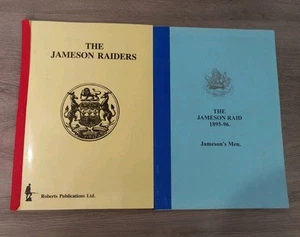 THE
JAMESON RAIDERS
Roberts Publications Ltd.
THE
JAMESON RAID
1895-96.
Jameson's Men.